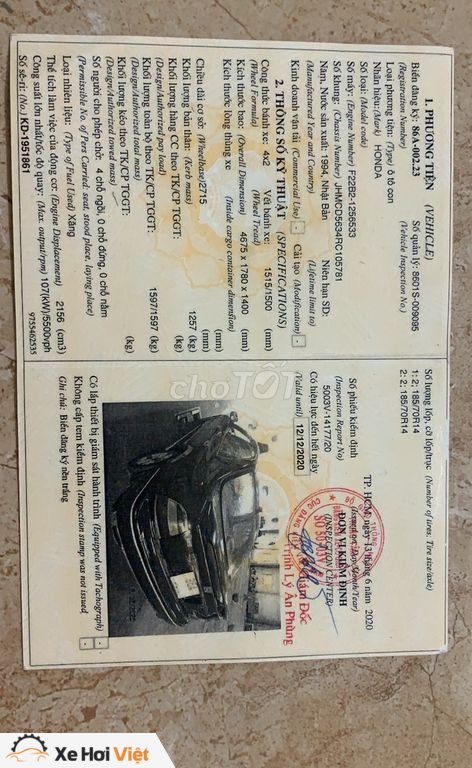 1. PHƯƠNG TIỆN (VEHICLE)
Biển đăng ký: 86A-002.23 Số quản lý: 8601S-009095
(Registration Number) (Vehicle Inspection No.)
Loại phương tiện: (Type) ô tô con
Nhãn hiệu: (Mark) HONDA
Số loại: (Model code)
Số máy: (Engine Number) F22B2-1256533
Số khung: (Chassis Number) JHMCD5634RC105781
Năm, Nước sản xuất: 1994, Nhật Bản Niên hạn SD:
(Manufactured Year and Country) (Lifetime limit to)
Kinh doanh vận tải (Commercial Use) - Cải tạo (Modification) -
2. THÔNG SỐ KỸ THUẬT (SPECIFICATIONS)
Công thức bánh xe: 4x2 Vết bánh xe: 1515/1500
(Wheel Formula) (Wheel Tread)
Kích thước bao: (Overall Dimension) 4675 x 1780 x 1400 (mm)
Kích thước lòng thùng xe (mm)
(Inside cargo container dimension)
Chiều dài cơ sở: (Wheelbase) 2715 (mm)
Khối lượng bản thân: (Kerb mass) 1257 (kg)
Khối lượng hàng CC theo TK/CP TGGT: (kg)
(Design/Authorized pay load)
Khối lượng toàn bộ theo TK/CP TGGT: 1597/1597 (kg)
(Design/Authorized total mass)
Khối lượng kéo theo TK/CP TGGT: (kg)
(Design/Authorized towed mass)
Số người cho phép chở: 4 chỗ ngồi, 0 chỗ đứng, 0 chỗ nằm
(Permissible No. of Pers Carried: seat, stood place, laying place)
Loại nhiên liệu: (Type of Fuel Used) Xăng
Thể tích làm việc của động cơ: (Engine Displacement) 2156 (cm3)
Công suất lớn nhất/tốc độ quay: (Max. output/rpm) 107(kW)/5500vph
Số sê-ri: (No.) KD-1951861 9755402535
Số lượng lốp, cỡ lốp/trục (Number of tires: Tire size/axle)
1: 2; 185/70R14
2: 2; 185/70R14
Số phiếu kiểm định
(Inspection Report No)
5003V-14177/20
Có hiệu lực đến hết ngày
(Valid until) 12/12/2020
TP. HCM, ngày 13 tháng 6 năm 2020
(Issued on: Day/Month/Year)
ĐƠN VỊ KIỂM ĐỊNH
(INSPECTION CENTER)
Giám Đốc
Trịnh Lý Ân Phùng
Có lắp thiết bị giám sát hành trình (Equipped with Tachograph) -
Không cấp tem kiểm định (Inspection stamp was not issued) -
Ghi chú: Biển đăng ký nền trắng
choTỐT
Xe Hơi Việt